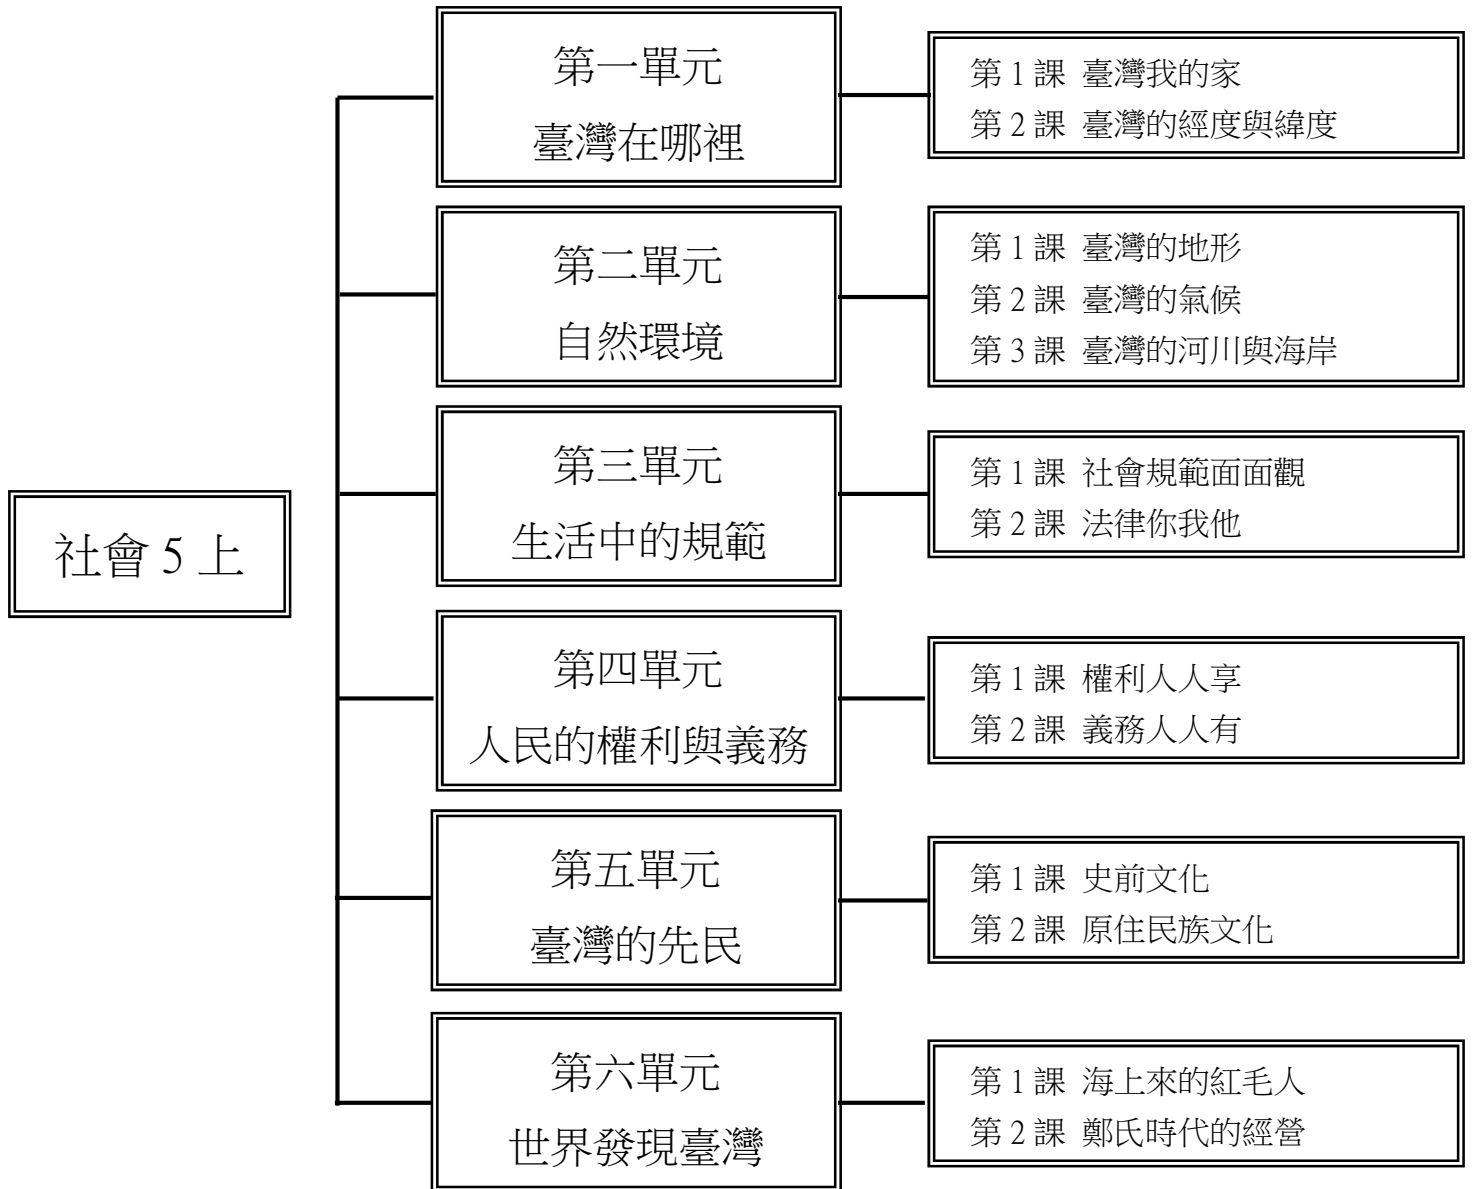 社會 5 上
第一單元
臺灣在哪裡
第 1 課 臺灣我的家
第 2 課 臺灣的經度與緯度
第二單元
自然環境
第 1 課 臺灣的地形
第 2 課 臺灣的氣候
第 3 課 臺灣的河川與海岸
第三單元
生活中的規範
第 1 課 社會規範面面觀
第 2 課 法律你我他
第四單元
人民的權利與義務
第 1 課 權利人人享
第 2 課 義務人人有
第五單元
臺灣的先民
第 1 課 史前文化
第 2 課 原住民族文化
第六單元
世界發現臺灣
第 1 課 海上來的紅毛人
第 2 課 鄭氏時代的經營